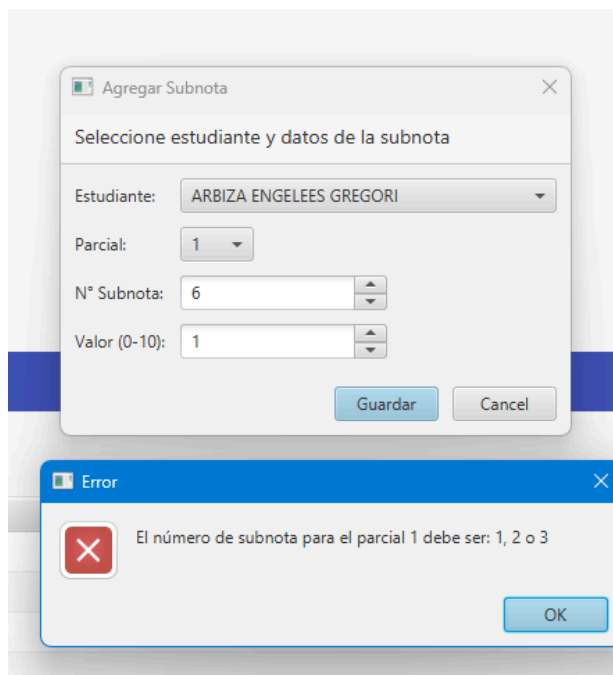 Agregar Subnota
Seleccione estudiante y datos de la subnota
Estudiante: ARBIZA ENGELEES GREGORI
Parcial: 1
N° Subnota: 6
Valor (0-10): 1
Guardar Cancel
Error
El número de subnota para el parcial 1 debe ser: 1, 2 o 3
OK